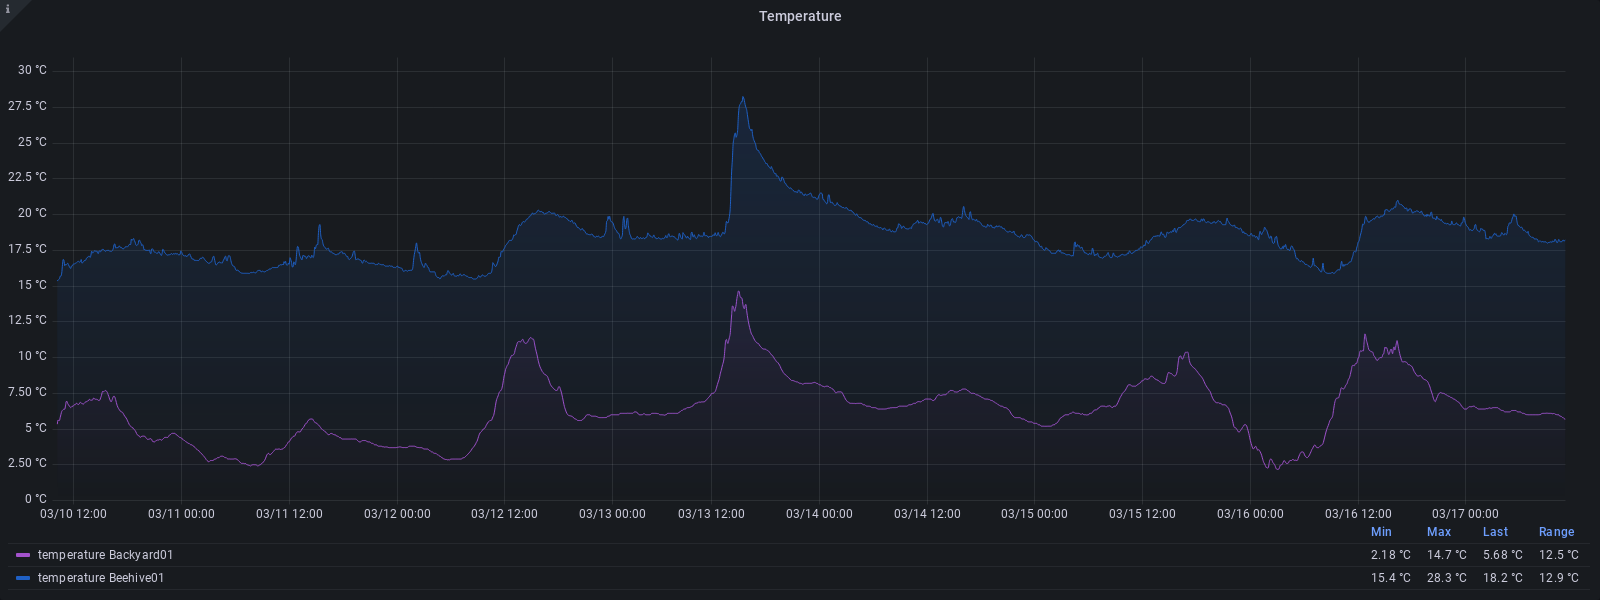 i
Temperature
30 °C
27.5 °C
25 °C
22.5 °C
20 °C
17.5 °C
15 °C
12.5 °C
10 °C
7.50 °C
5 °C
2.50 °C
0 °C
03/10 12:00 03/11 00:00 03/11 12:00 03/12 00:00 03/12 12:00 03/13 00:00 03/13 12:00 03/14 00:00 03/14 12:00 03/15 00:00 03/15 12:00 03/16 00:00 03/16 12:00 03/17 00:00
Min Max Last Range
temperature Backyard01 2.18 °C 14.7 °C 5.68 °C 12.5 °C
temperature Beehive01 15.4 °C 28.3 °C 18.2 °C 12.9 °C